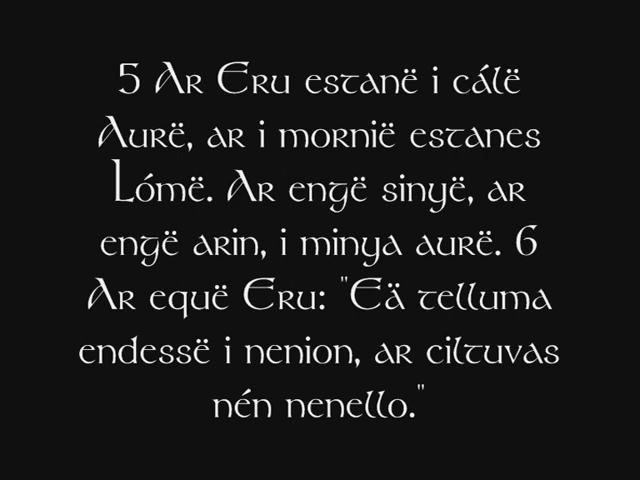 5 Ar Eru estanë i cálë
Aurë, ar i mornië estanes
Lómë. Ar engë sinyë, ar
engë arin, i minya aurë. 6
Ar equë Eru: "Eä telluma
endessë i nenion, ar ciltuvas
nén nenello."